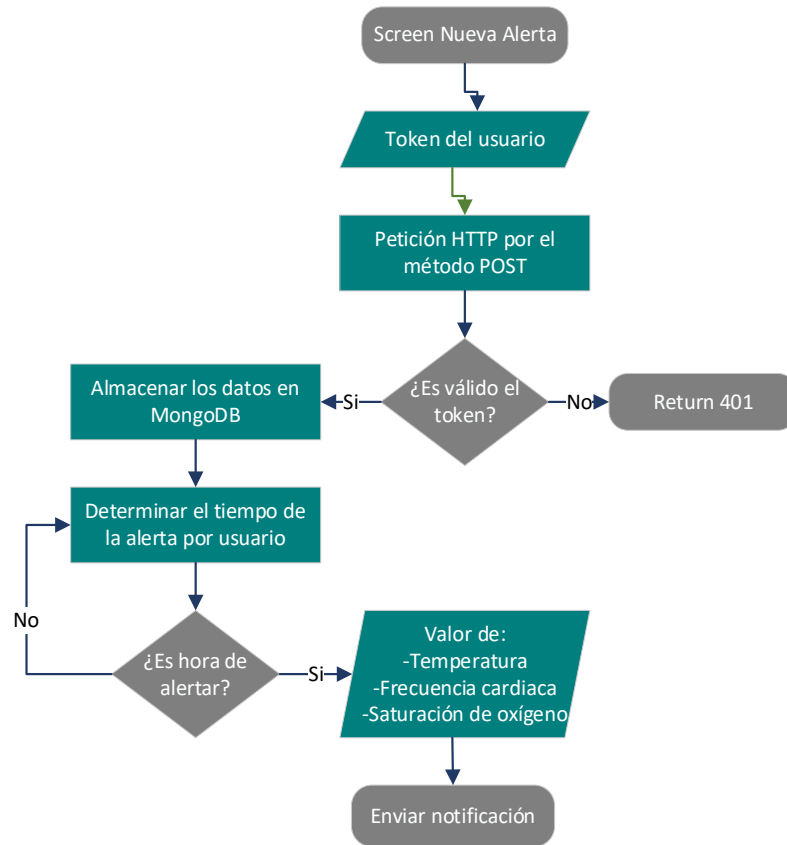 Screen Nueva Alerta
Token del usuario
Petición HTTP por el
método POST
¿Es válido el
token?
Si
No
Return 401
Almacenar los datos en
MongoDB
Determinar el tiempo de
la alerta por usuario
No
¿Es hora de
alertar?
Si
Valor de:
-Temperatura
-Frecuencia cardiaca
-Saturación de oxígeno
Enviar notificación